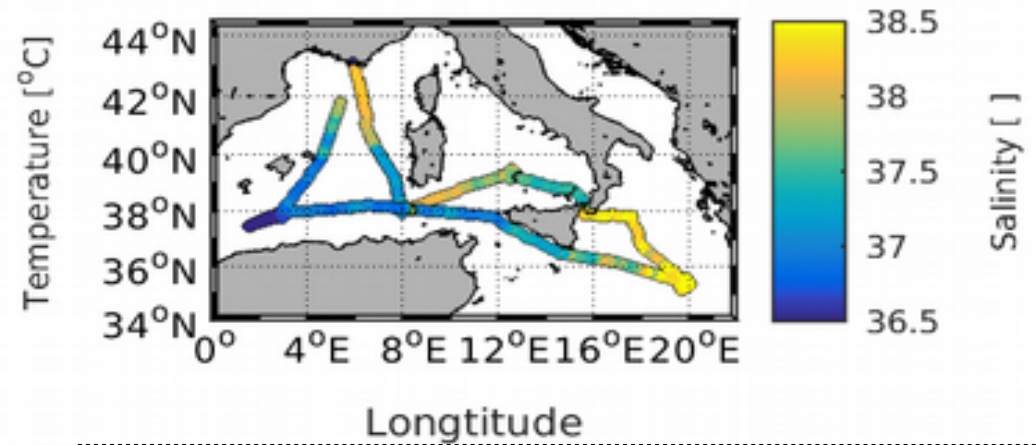 Temperature [°C]
44°N
42°N
40°N
38°N
36°N
34°N
0° 4°E 8°E 12°E 16°E 20°E
Longtitude
38.5
38
37.5
37
36.5
Salinity [ ]